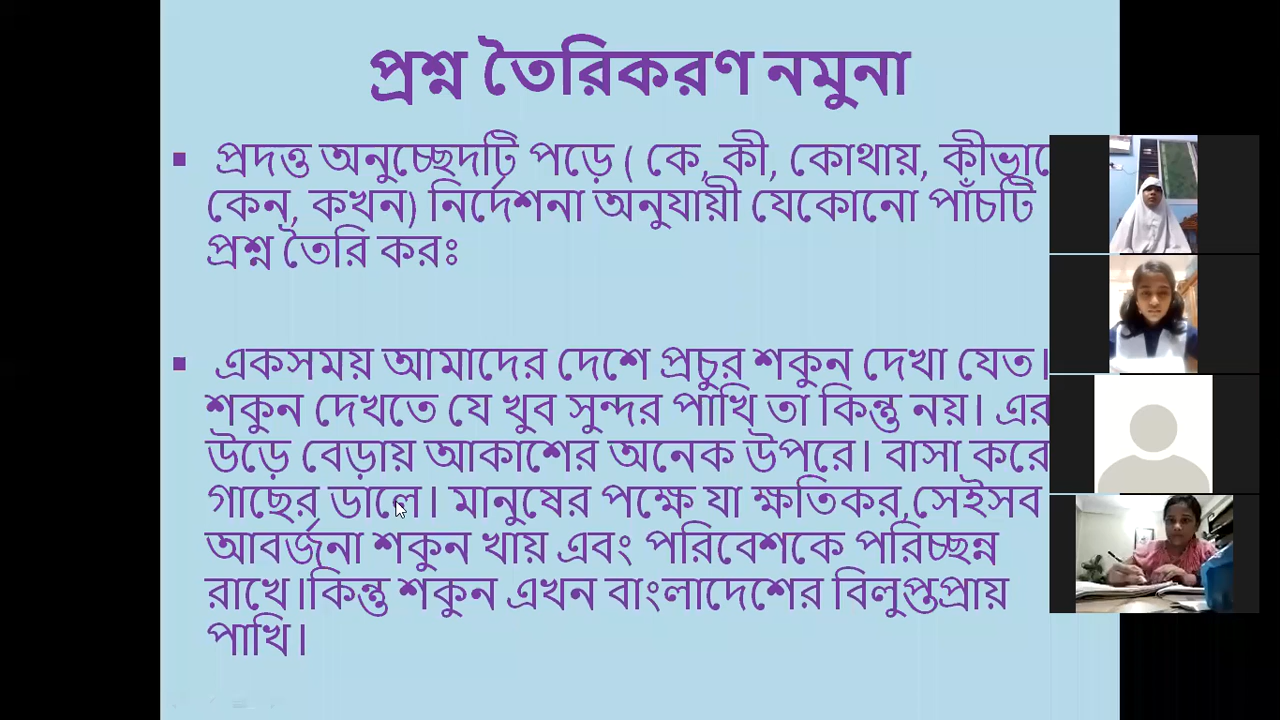 প্রশ্ন তৈরিকরণ নমুনা
প্রদত্ত অনুচ্ছেদটি পড়ে ( কে, কী, কোথায়,
কেন, কখন) নির্দেশনা অনুযায়ী যেকোনো পাঁচটি
প্রশ্ন তৈরি করঃ
একসময় আমাদের দেশে প্রচুর শকুন দেখা যেত।
শকুন দেখতে যে খুব সুন্দর পাখি তা কিন্তু নয়।
উড়ে বেড়ায় আকাশের অনেক উপরে। বাসা করে
গাছের ডালে। মানুষের পক্ষে যা ক্ষতিকর,সেইসব
আবর্জনা শকুন খায় এবং পরিবেশকে পরিচ্ছন্ন
রাখে।কিন্তু শকুন এখন বাংলাদেশের বিলুপ্তপ্রায়
পাখি।